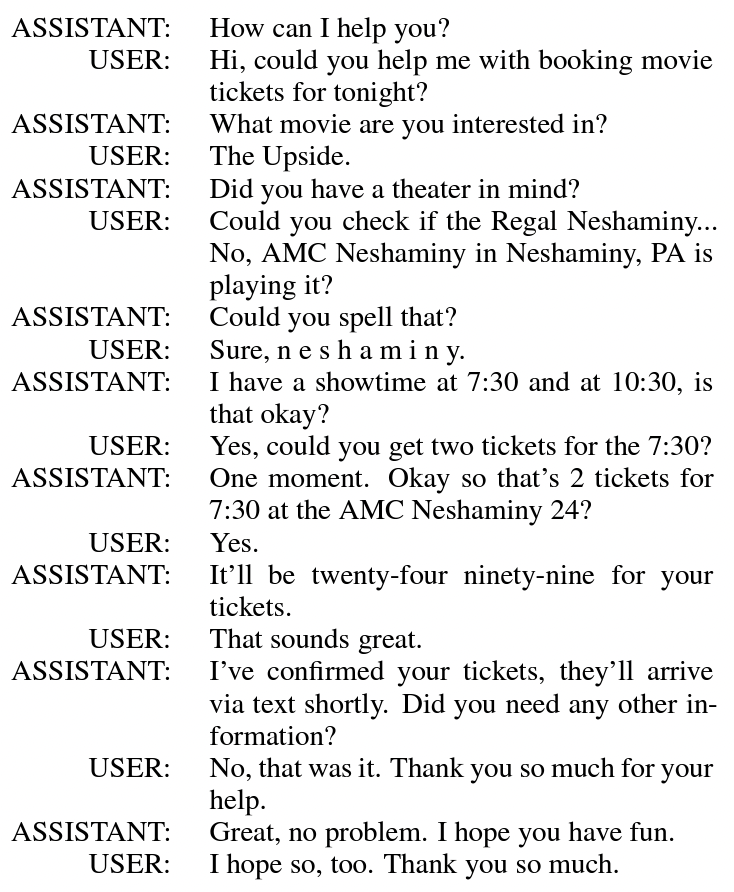 ASSISTANT: How can I help you?
USER: Hi, could you help me with booking movie
tickets for tonight?
ASSISTANT: What movie are you interested in?
USER: The Upside.
ASSISTANT: Did you have a theater in mind?
USER: Could you check if the Regal Neshaminy...
No, AMC Neshaminy in Neshaminy, PA is
playing it?
ASSISTANT: Could you spell that?
USER: Sure, n e s h a m i n y.
ASSISTANT: I have a showtime at 7:30 and at 10:30, is
that okay?
USER: Yes, could you get two tickets for the 7:30?
ASSISTANT: One moment. Okay so that's 2 tickets for
7:30 at the AMC Neshaminy 24?
USER: Yes.
ASSISTANT: It'll be twenty-four ninety-nine for your
tickets.
USER: That sounds great.
ASSISTANT: I've confirmed your tickets, they'll arrive
via text shortly. Did you need any other in-
formation?
USER: No, that was it. Thank you so much for your
help.
ASSISTANT: Great, no problem. I hope you have fun.
USER: I hope so, too. Thank you so much.